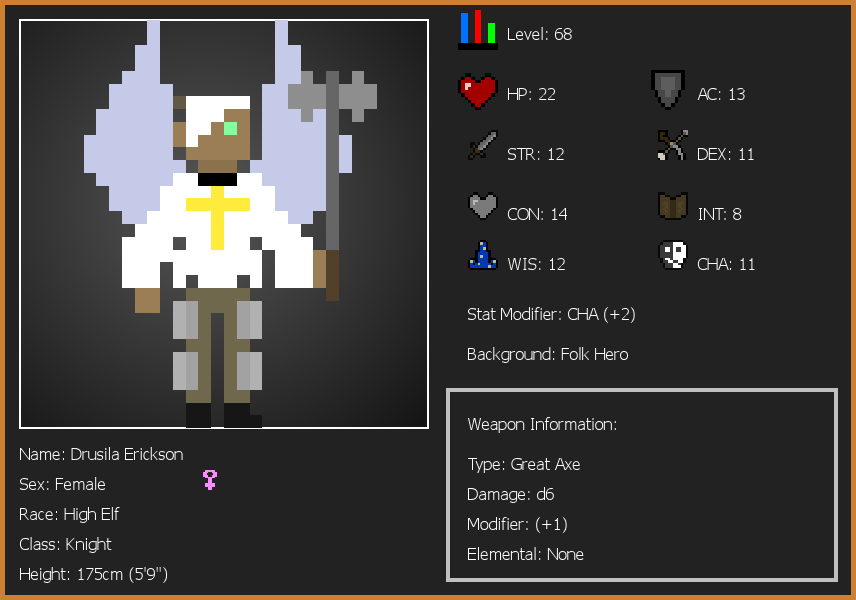 Level: 68
HP: 22
AC: 13
STR: 12
DEX: 11
CON: 14
INT: 8
WIS: 12
CHA: 11
Stat Modifier: CHA (+2)
Background: Folk Hero
Weapon Information:
Type: Great Axe
Damage: d6
Modifier: (+1)
Elemental: None
Name: Drusila Erickson
Sex: Female
Race: High Elf
Class: Knight
Height: 175cm (5'9")